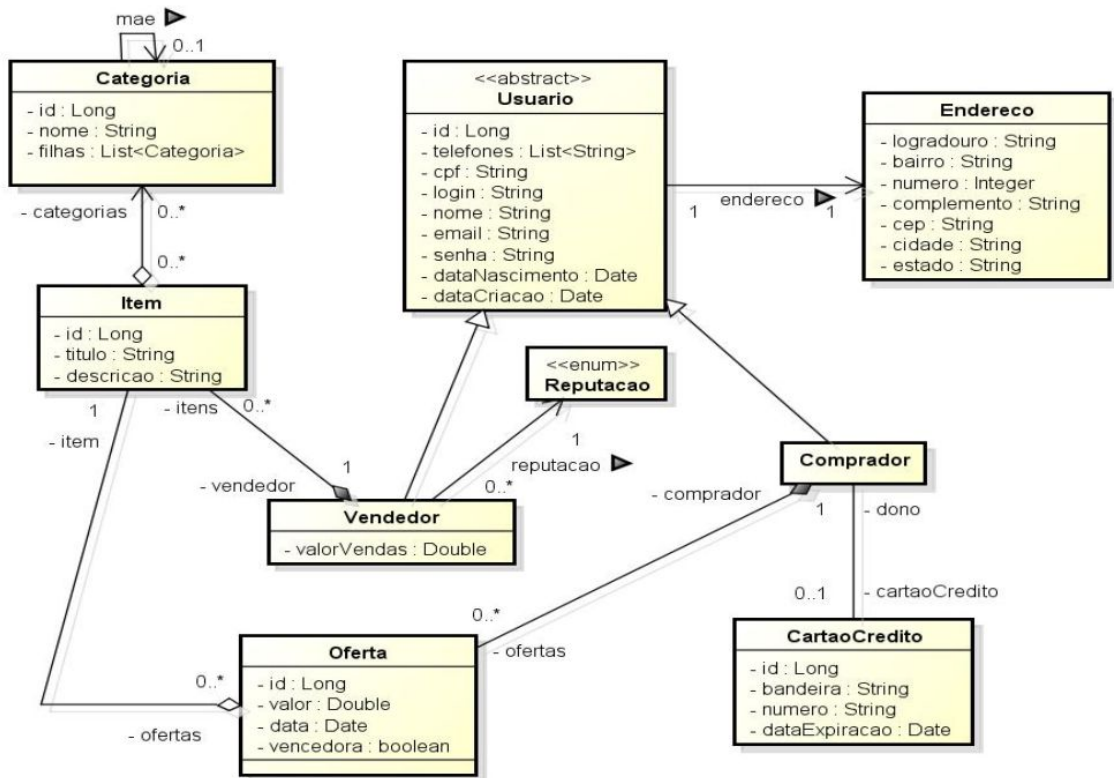 mae
0..1
Categoria
- id : Long
- nome : String
- filhas : List<Categoria>
- categorias
0..*
0..*
Item
- id : Long
- titulo : String
- descricao : String
1
- item
- itens
0..*
<<abstract>>
Usuario
- id : Long
- telefones : List<String>
- cpf : String
- login : String
- nome : String
- email : String
- senha : String
- dataNascimento : Date
- dataCriacao : Date
1
endereco
1
Endereco
- logradouro : String
- bairro : String
- numero : Integer
- complemento : String
- cep : String
- cidade : String
- estado : String
<<enum>>
Reputacao
1
reputacao
0..*
1
- vendedor
Vendedor
- valorVendas : Double
Comprador
- comprador
1
- dono
0..1
- cartaoCredito
CartaoCredito
- id : Long
- bandeira : String
- numero : String
- dataExpiracao : Date
0..*
- ofertas
Oferta
- id : Long
- valor : Double
- data : Date
- vencedora : boolean
0..*
- ofertas